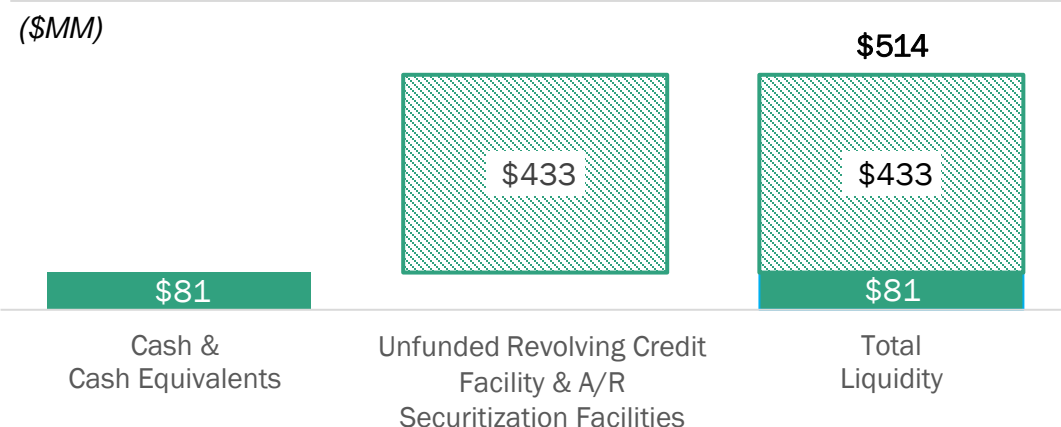 ($MM)
$514
$433
$433
$81
$81
Cash &
Cash Equivalents
Unfunded Revolving Credit
Facility & A/R
Securitization Facilities
Total
Liquidity